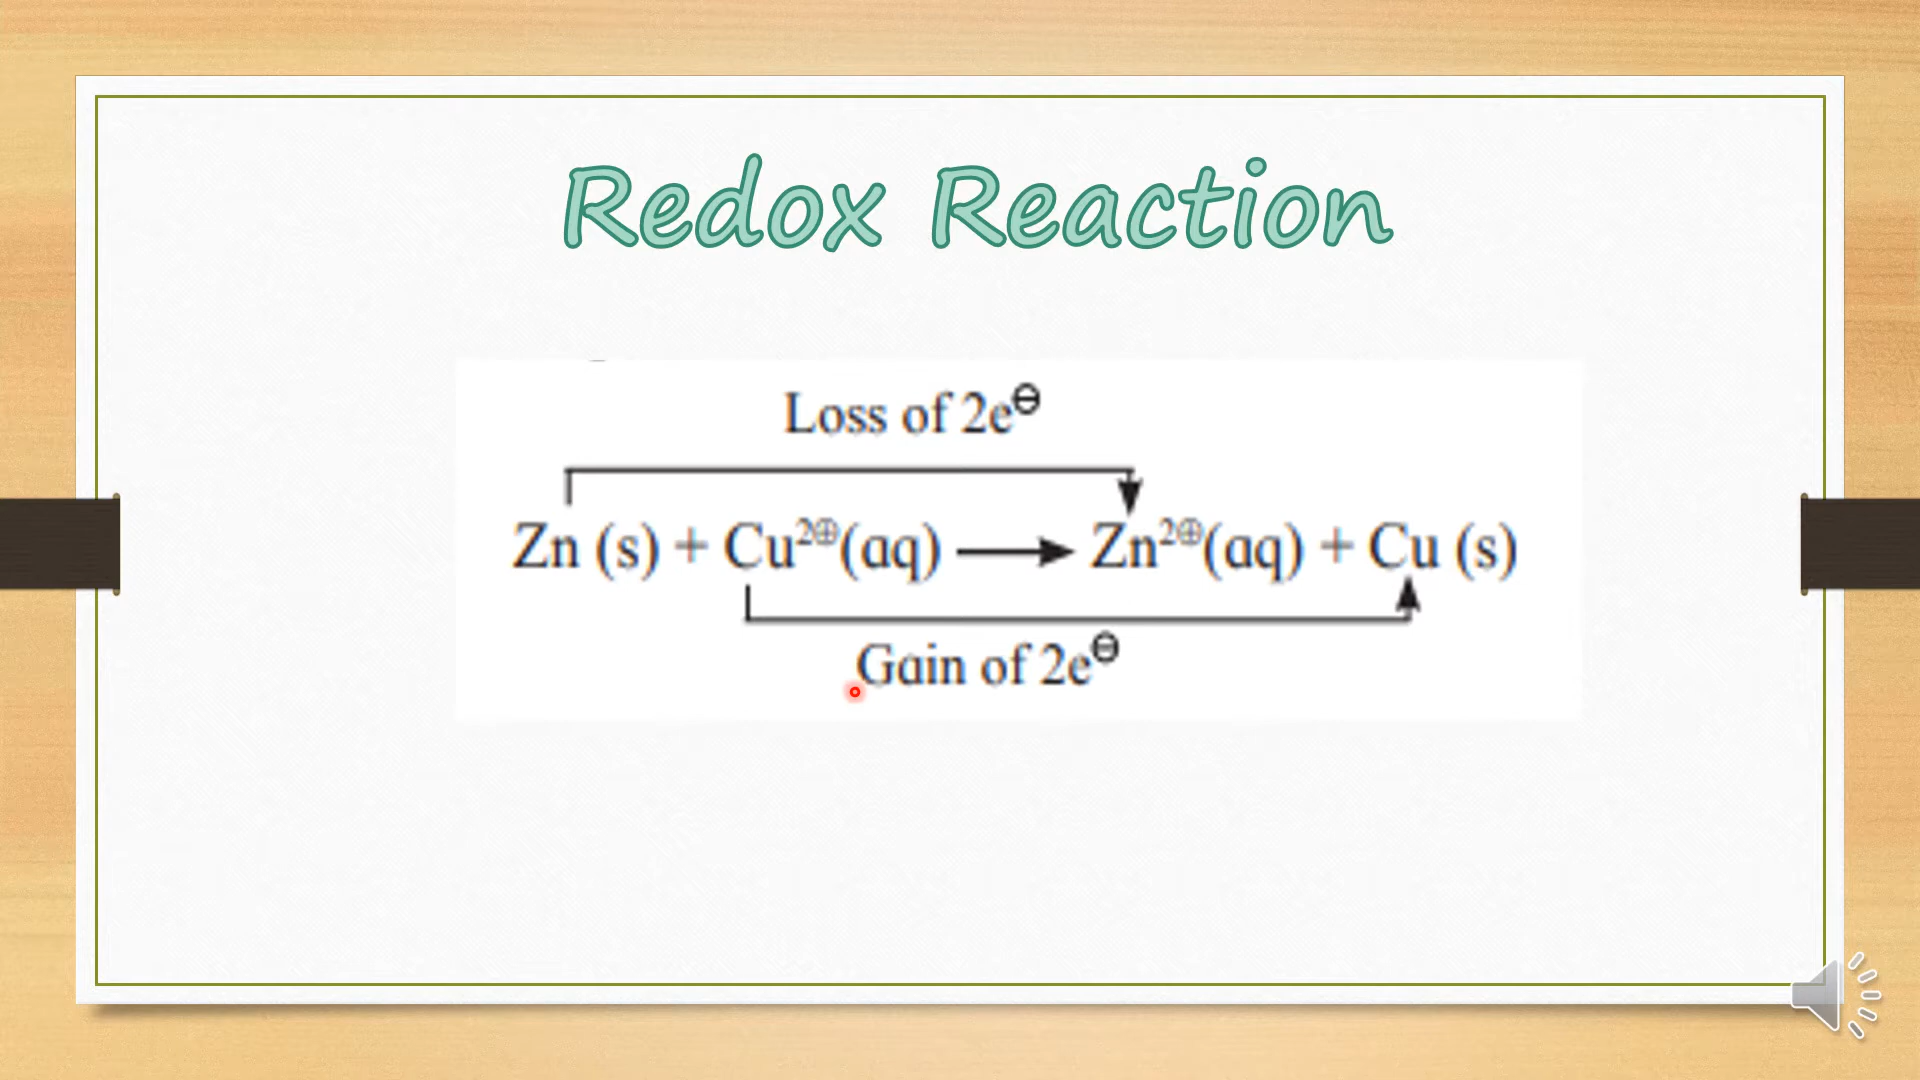 Redox Reaction
Loss of 2e⊖
Zn (s) + Cu²⊕(aq) ⟶ Zn²⊕(aq) + Cu (s)
Gain of 2e⊖